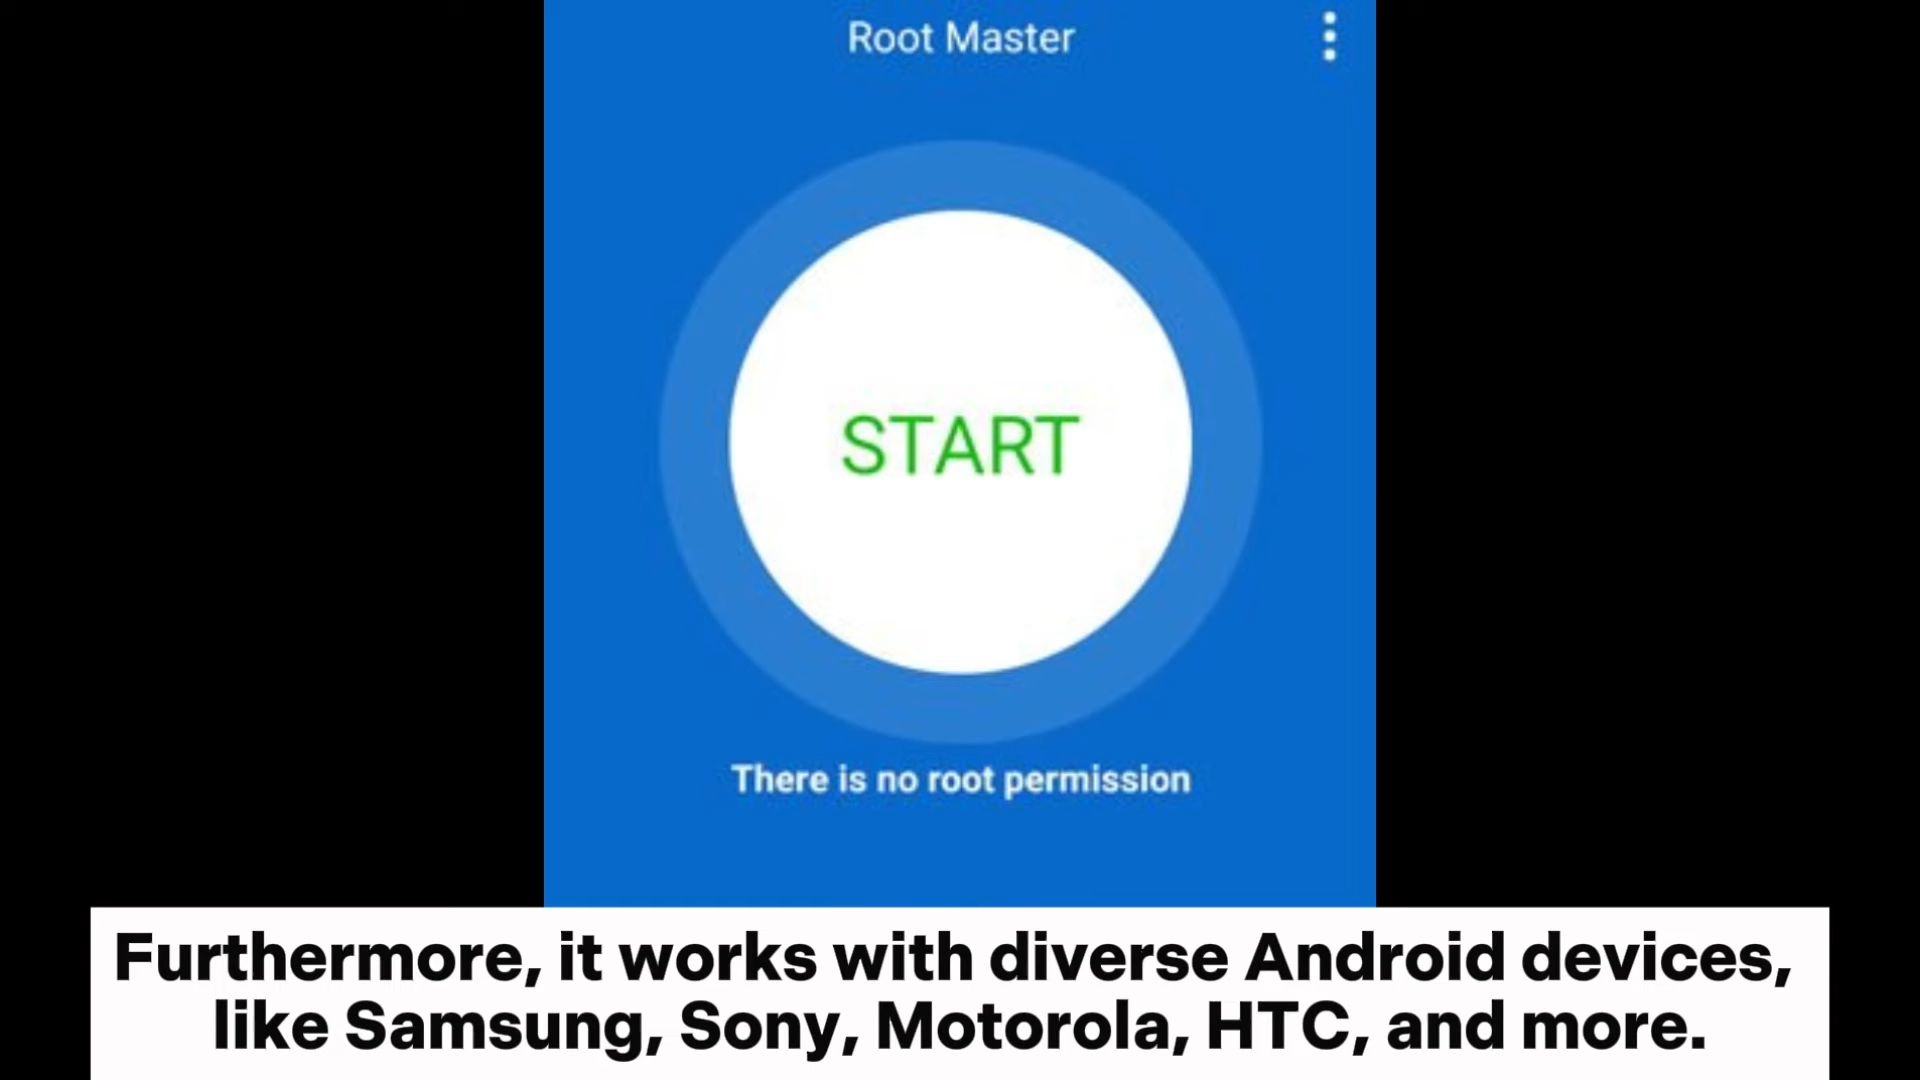 Root Master
START
There is no root permission
Furthermore, it works with diverse Android devices,
like Samsung, Sony, Motorola, HTC, and more.